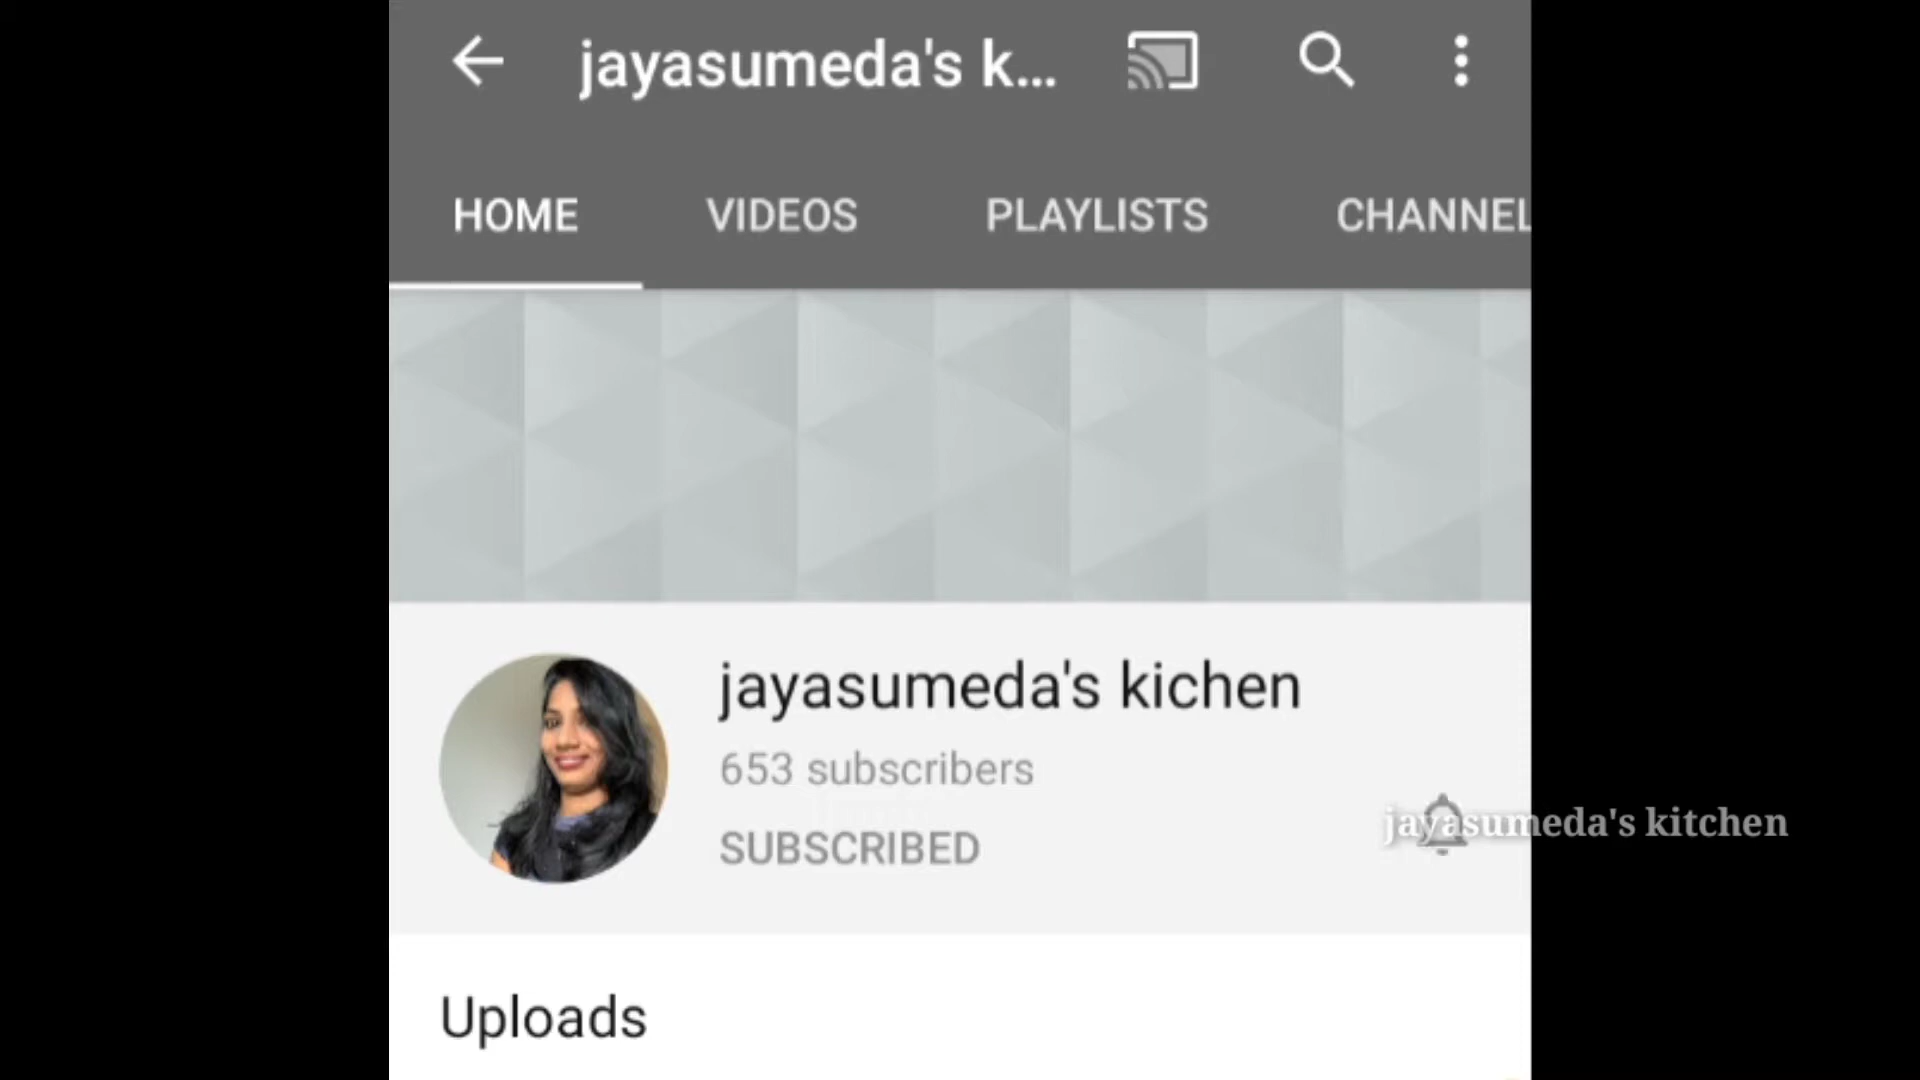 jayasumeda's k...
HOME VIDEOS PLAYLISTS CHANNEL
jayasumeda's kichen
653 subscribers
SUBSCRIBED
jayasumeda's kitchen
Uploads